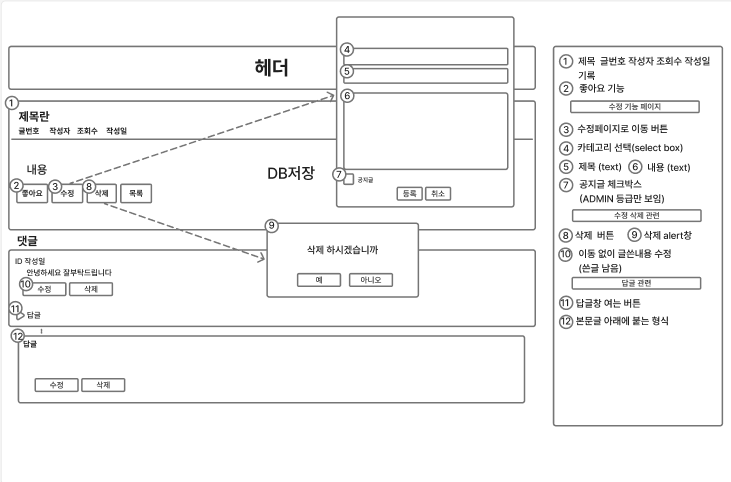 헤더
1
제목란
글번호 작성자 조회수 작성일
내용
DB저장
2 좋아요
3 수정
8 삭제
목록
4
5
6
7 공지글
등록 취소
9
삭제 하시겠습니까
예 아니오
댓글
ID 작성일
안녕하세요 잘부탁드립니다
10 수정 삭제
11 답글
12
답글
수정 삭제
1 제목 글번호 작성자 조회수 작성일
기록
2 좋아요 기능
수정 기능 페이지
3 수정페이지로 이동 버튼
4 카테고리 선택(select box)
5 제목 (text) 6 내용 (text)
7 공지글 체크박스
(ADMIN 등급만 보임)
수정 삭제 관련
8 삭제 버튼 9 삭제 alert창
10 이동 없이 글쓴내용 수정
(쓴글 남음)
답글 관련
11 답글창 여는 버튼
12 본문글 아래에 붙는 형식